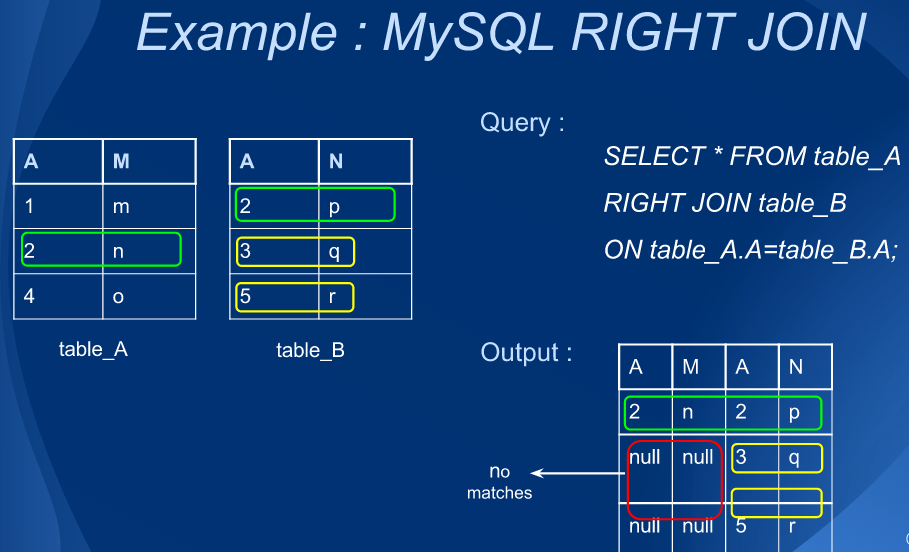 Example : MySQL RIGHT JOIN
Query :
SELECT * FROM table_A
RIGHT JOIN table_B
ON table_A.A=table_B.A;
A M
1 m
2 n
4 o
table_A
A N
2 p
3 q
5 r
table_B
Output :
A M A N
2 n 2 p
null null 3 q
null null 5 r
no
matches